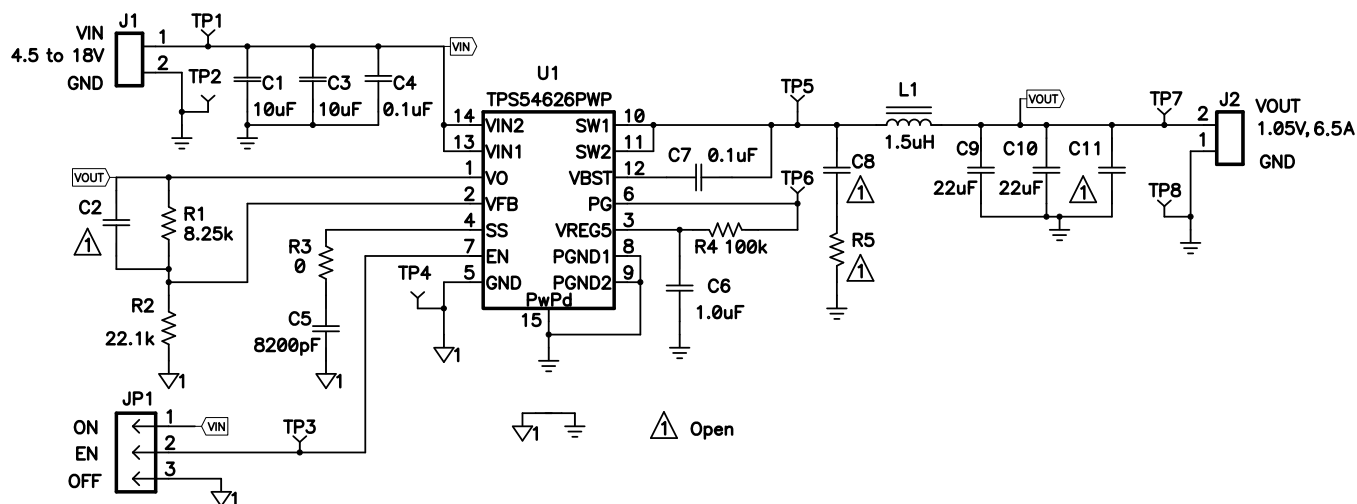 J1
VIN
4.5 to 18V
GND
1
2
TP1
TP2
C1
10uF
C3
10uF
C4
0.1uF
VIN
U1
TPS54626PWP
14 VIN2
13 VIN1
1 VO
2 VFB
4 SS
7 EN
5 GND
PwPd
15
SW1 10
SW2 11
VBST 12
PG 6
VREG5 3
PGND1 8
PGND2 9
VOUT
C2
1
R1
8.25k
R2
22.1k
1
R3
0
C5
8200pF
1
TP4
1
C7 0.1uF
TP5
TP6
R4 100k
C6
1.0uF
C8
1
R5
1
L1
1.5uH
VOUT
C9
22uF
C10
22uF
C11
1
TP7
TP8
J2
2
1
VOUT
1.05V, 6.5A
GND
JP1
ON
EN
OFF
1
2
3
VIN
TP3
1
1
1 Open